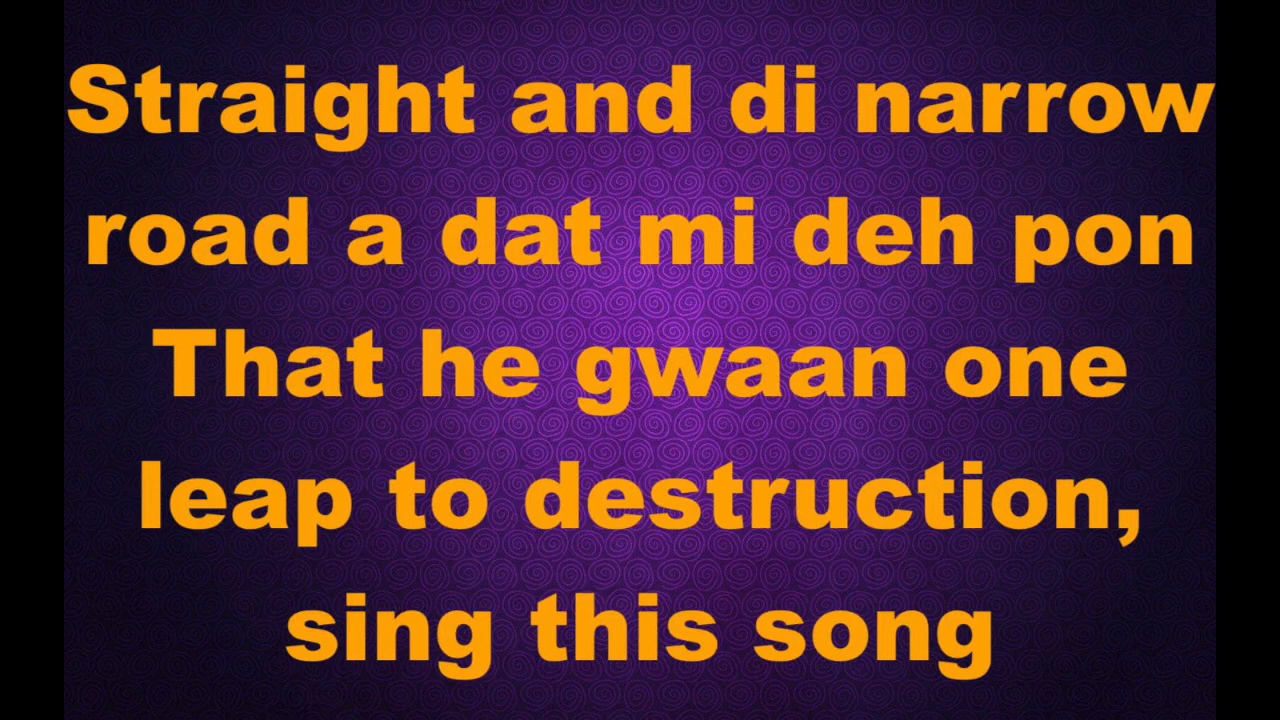 Straight and di narrow
road a dat mi deh pon
That he gwaan one
leap to destruction,
sing this song